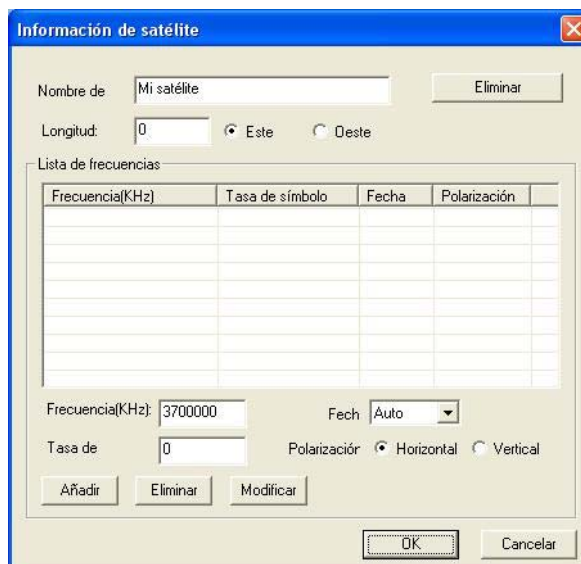 Información de satélite
Nombre de Mi satélite Eliminar
Longitud: 0 Este Oeste
Lista de frecuencias
Frecuencia(KHz) Tasa de símbolo Fecha Polarización
Frecuencia(KHz): 3700000 Fech Auto
Tasa de 0 Polarización Horizontal Vertical
Añadir Eliminar Modificar
OK Cancelar